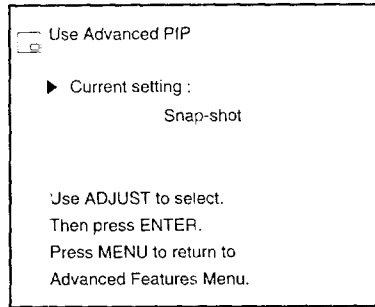 Use Advanced PIP
Current setting :
Snap-shot
Use ADJUST to select.
Then press ENTER.
Press MENU to return to
Advanced Features Menu.